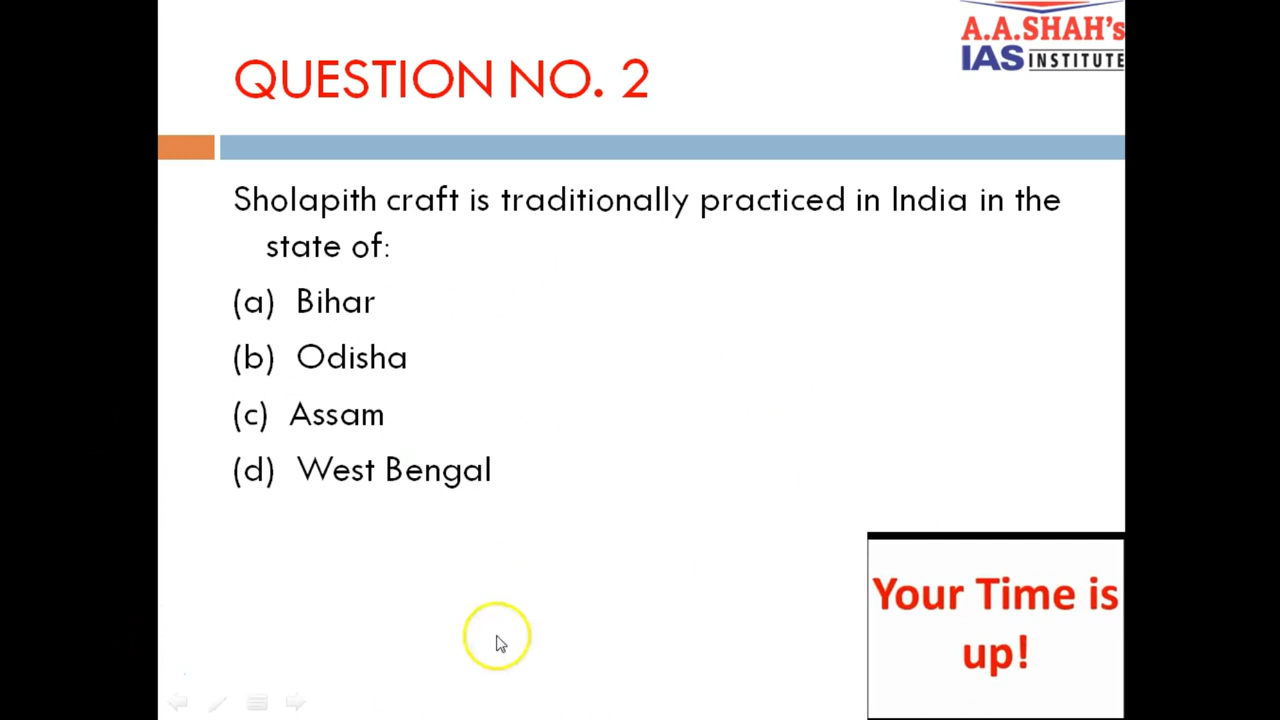 A.A.SHAH's
IAS INSTITUTE
QUESTION NO. 2
Sholapith craft is traditionally practiced in India in the
state of:
(a) Bihar
(b) Odisha
(c) Assam
(d) West Bengal
Your Time is
up!